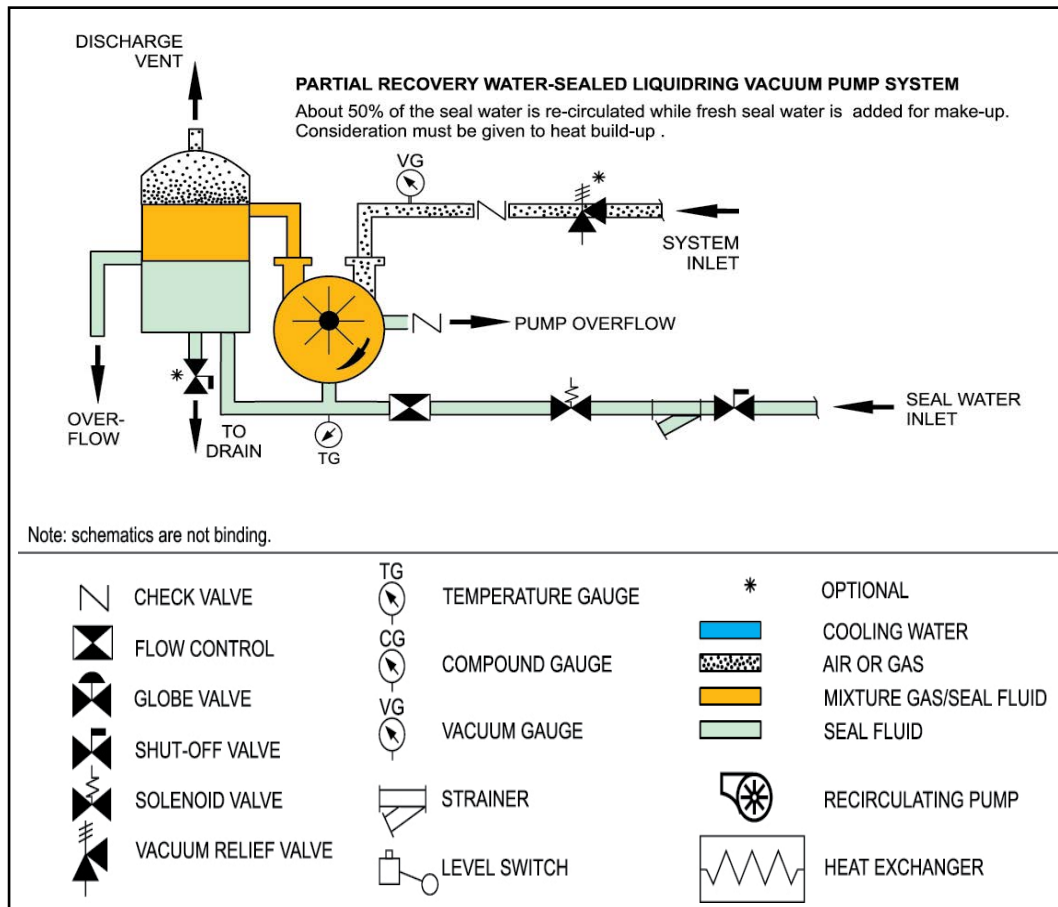 DISCHARGE
VENT
PARTIAL RECOVERY WATER-SEALED LIQUIDRING VACUUM PUMP SYSTEM
About 50% of the seal water is re-circulated while fresh seal water is added for make-up.
Consideration must be given to heat build-up .
VG
*
SYSTEM
INLET
PUMP OVERFLOW
*
OVER-
FLOW
TO
DRAIN
TG
SEAL WATER
INLET
Note: schematics are not binding.
CHECK VALVE
FLOW CONTROL
GLOBE VALVE
SHUT-OFF VALVE
SOLENOID VALVE
VACUUM RELIEF VALVE
TG
TEMPERATURE GAUGE
CG
COMPOUND GAUGE
VG
VACUUM GAUGE
STRAINER
LEVEL SWITCH
* OPTIONAL
COOLING WATER
AIR OR GAS
MIXTURE GAS/SEAL FLUID
SEAL FLUID
RECIRCULATING PUMP
HEAT EXCHANGER